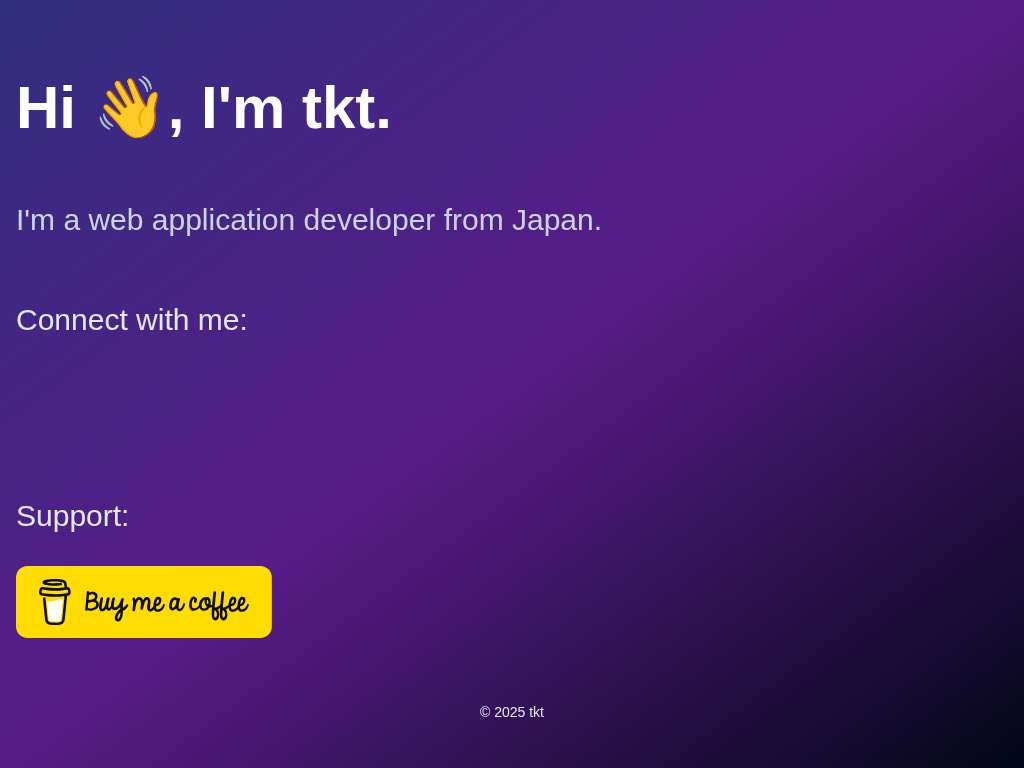 Hi 👋, I'm tkt.
I'm a web application developer from Japan.
Connect with me:
Support:
Buy me a coffee
© 2025 tkt